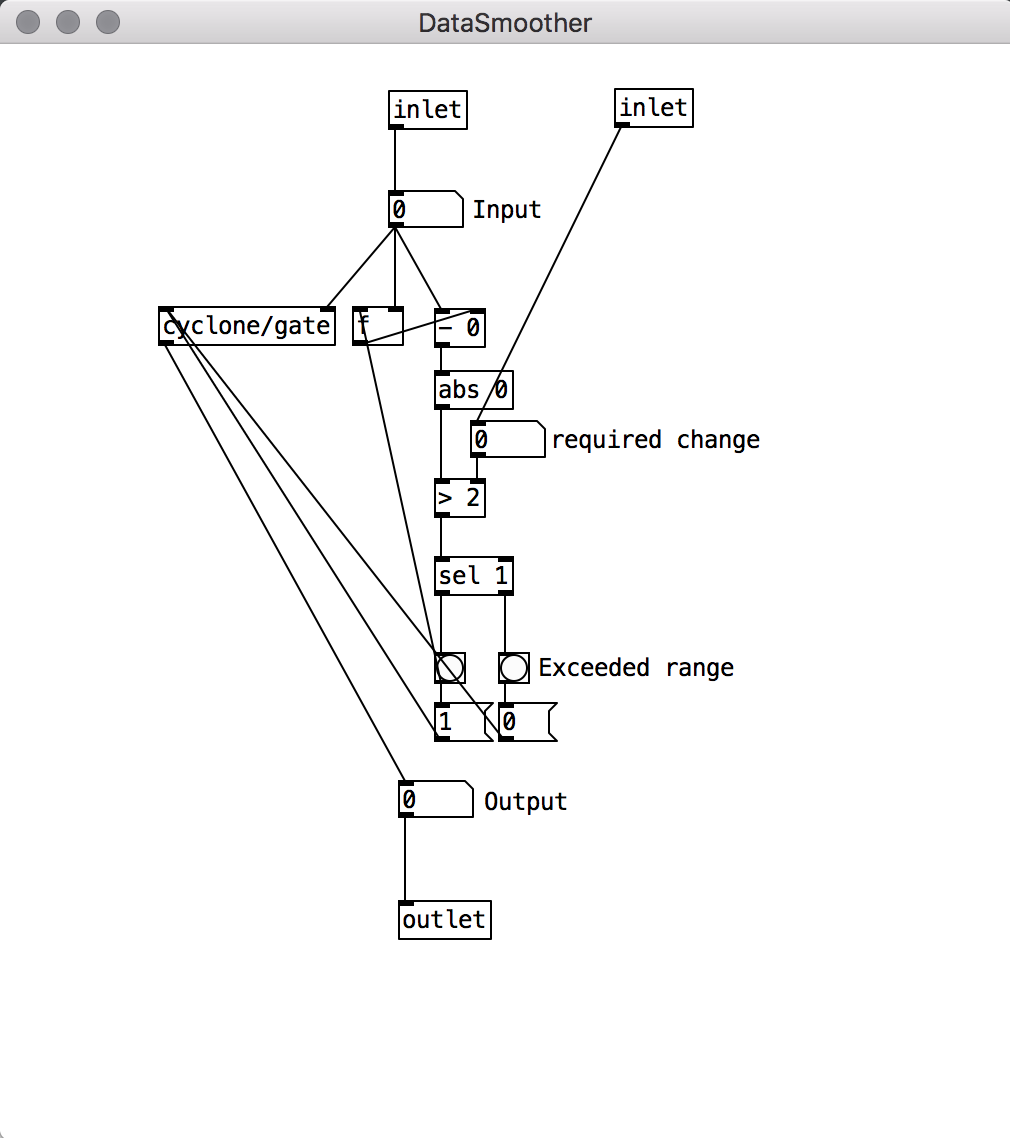 DataSmoother
inlet
inlet
0
Input
cyclone/gate
f
- 0
abs 0
0
required change
> 2
sel 1
Exceeded range
1
0
0
Output
outlet